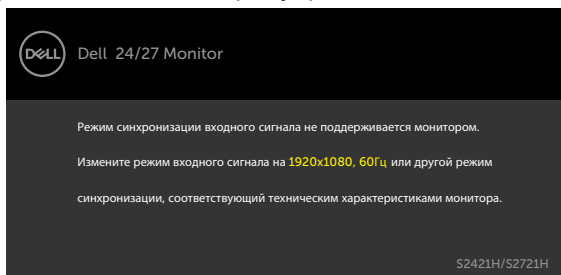 DELL
Dell 24/27 Monitor
Режим синхронизации входного сигнала не поддерживается монитором.
Измените режим входного сигнала на 1920x1080, 60Гц или другой режим
синхронизации, соответствующий техническим характеристиками монитора.
S2421H/S2721H